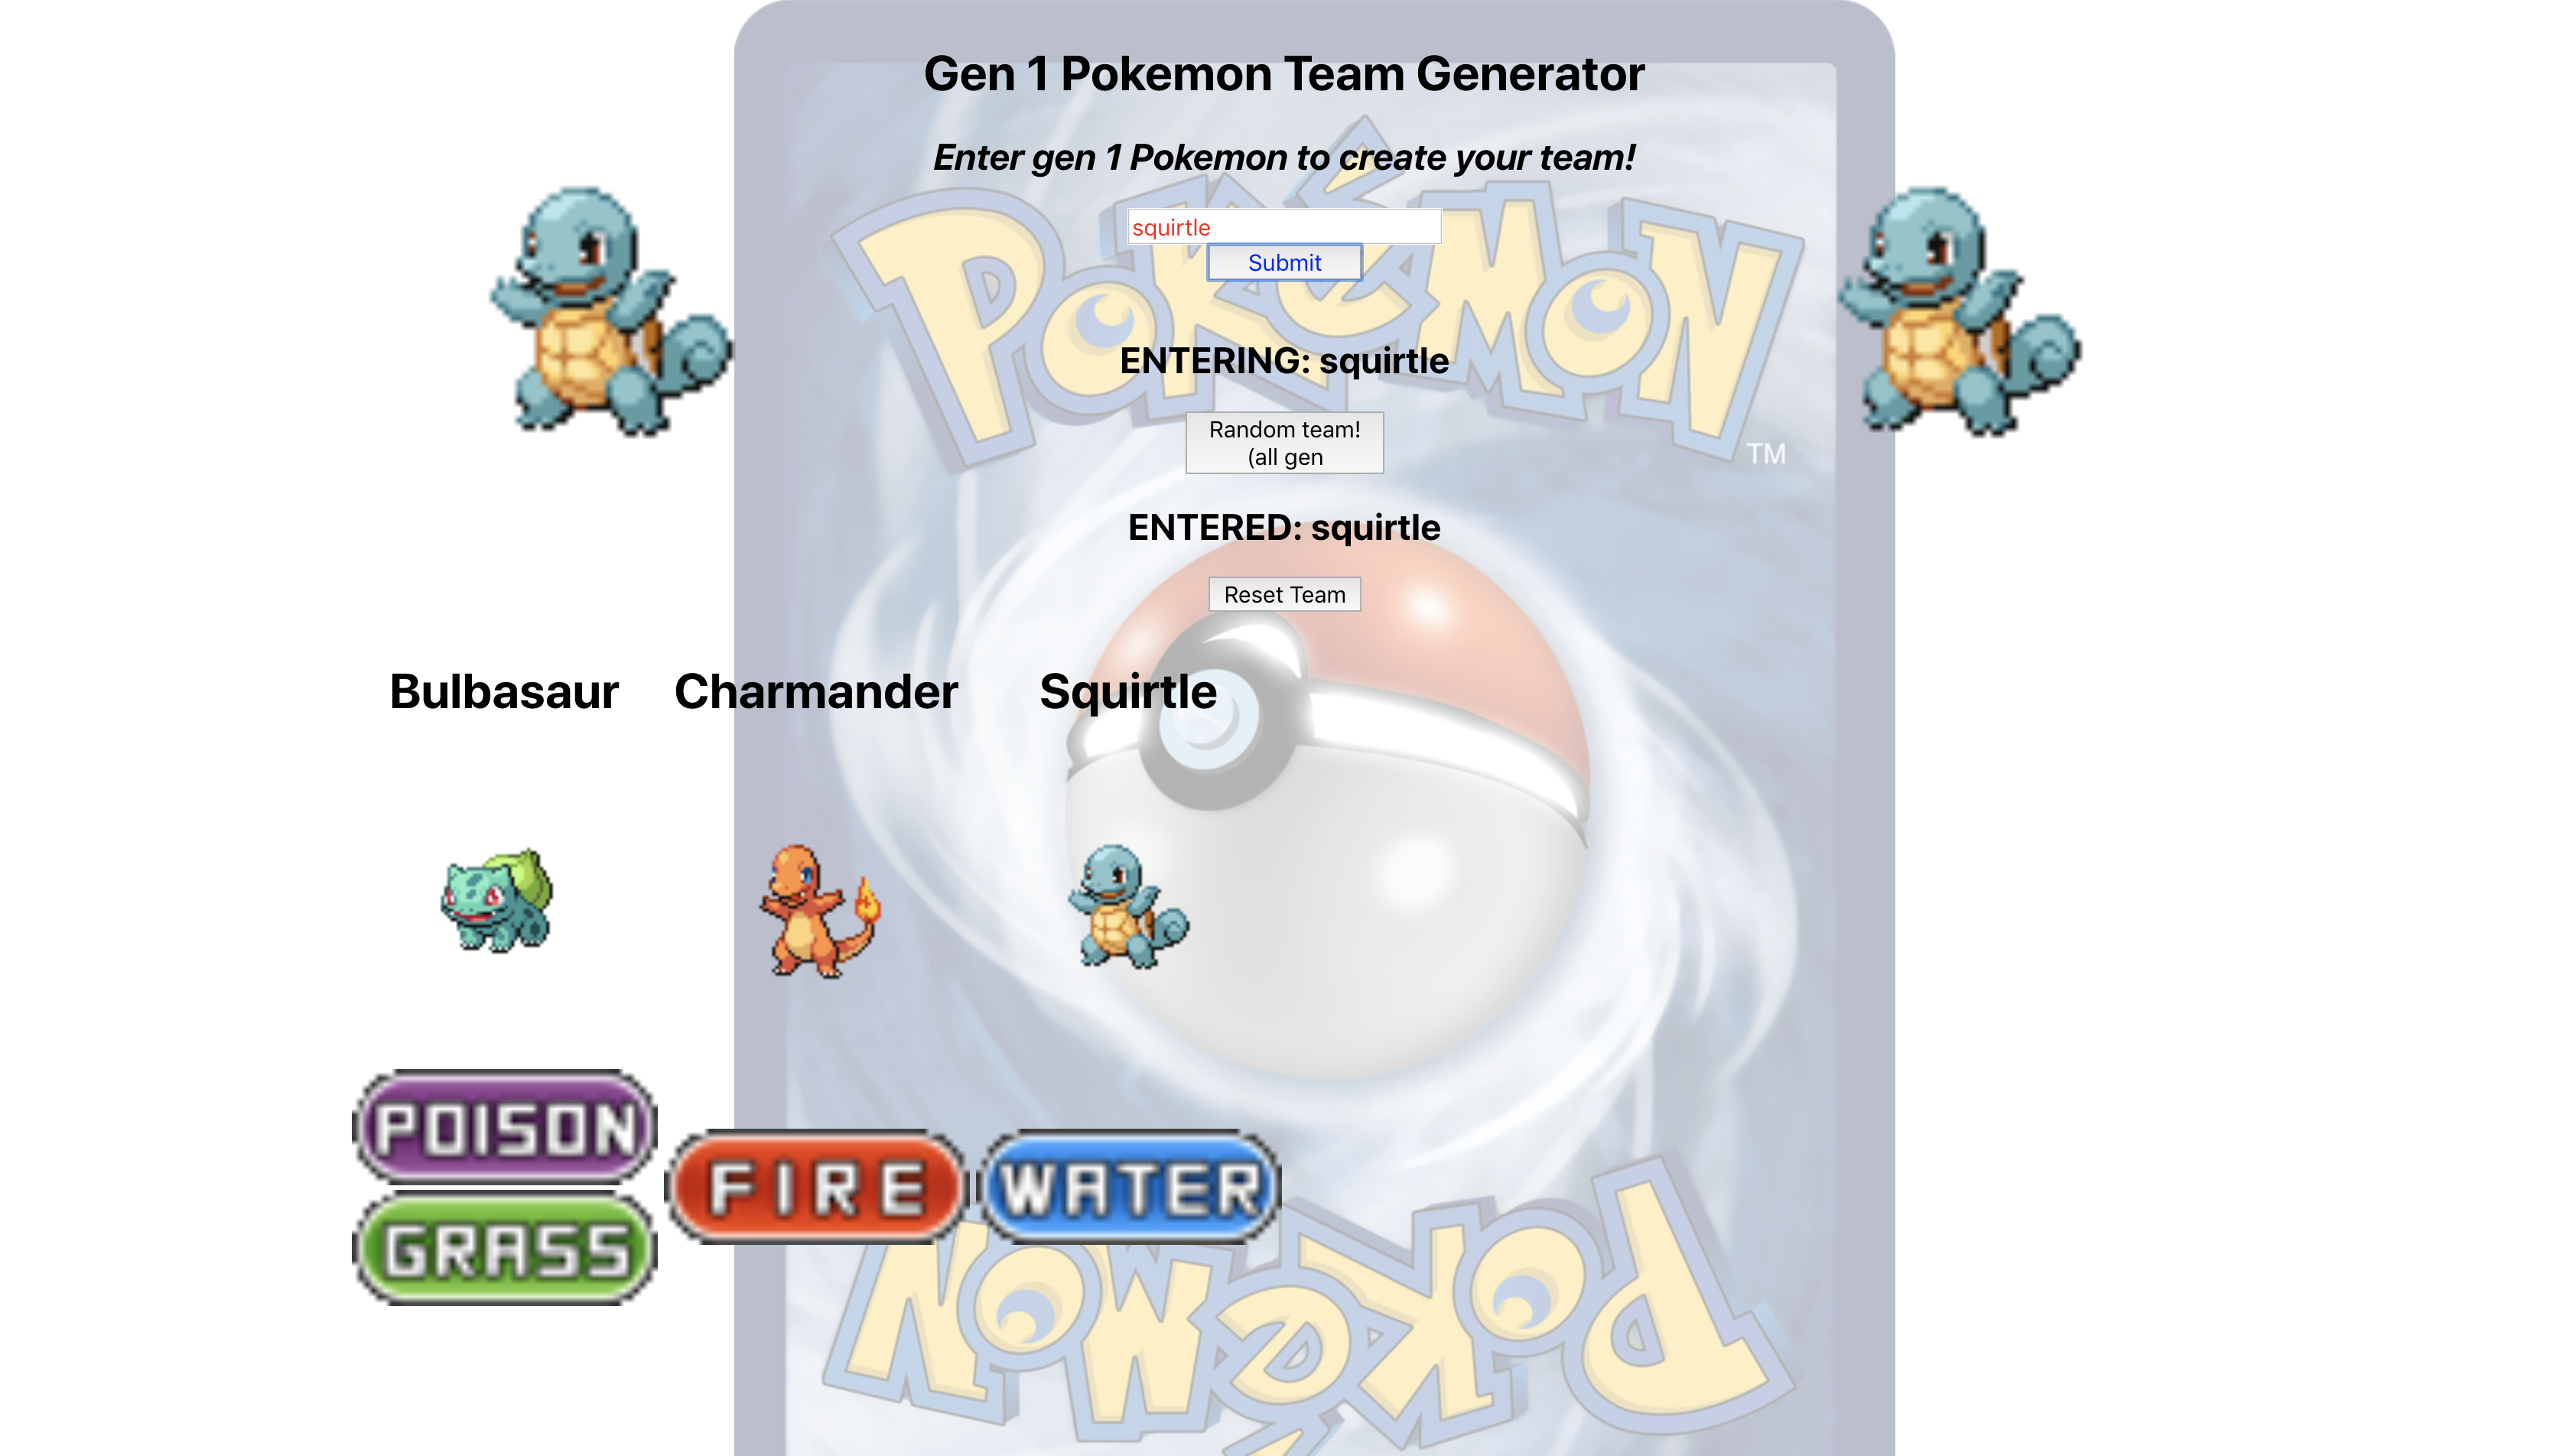 Gen 1 Pokemon Team Generator
Enter gen 1 Pokemon to create your team!
squirtle
Submit
POKéMON
ENTERING: squirtle
Random team!
(all gen
TM
ENTERED: squirtle
Reset Team
Bulbasaur Charmander Squirtle
POISON
FIRE WATER
GRASS
POKéMON